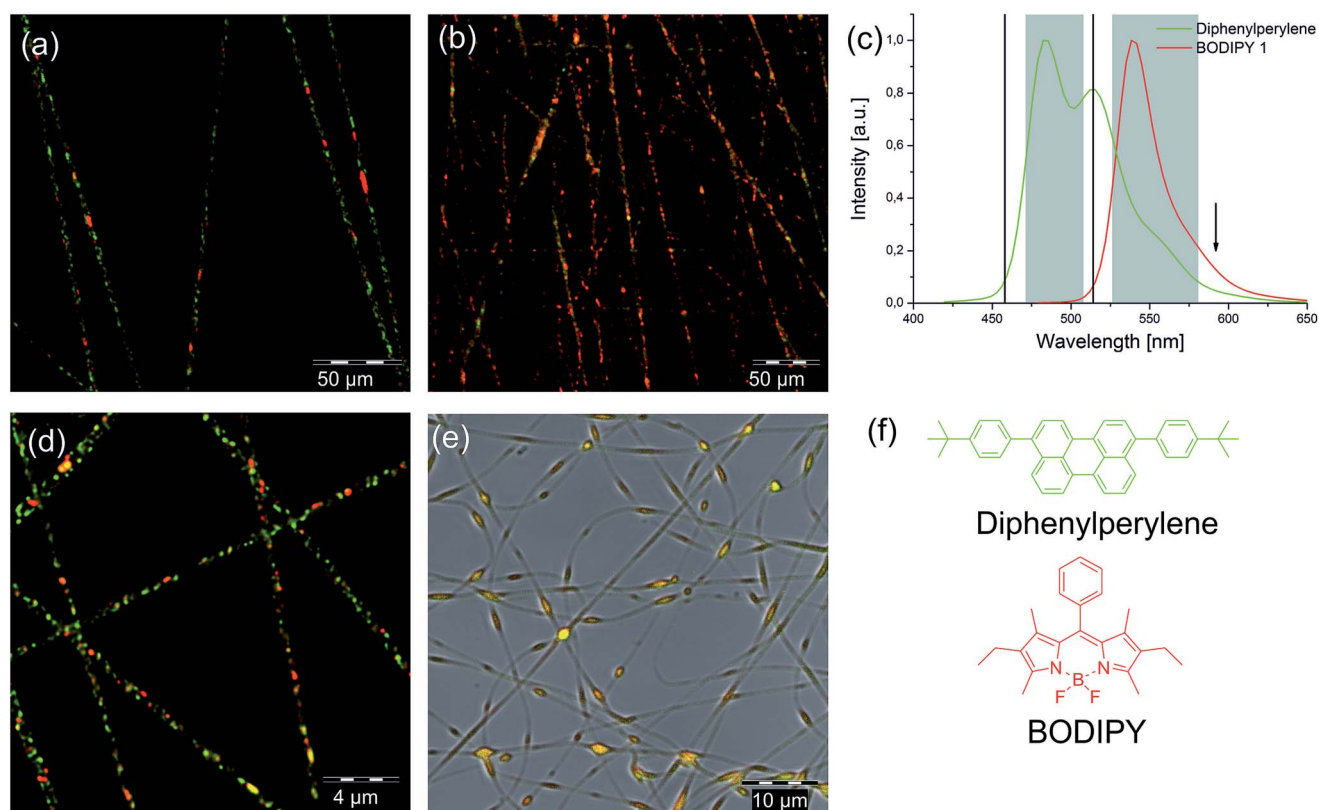 (a)
50 µm
(b)
50 µm
(c)
Diphenylperylene
BODIPY 1
1,0
0,8
0,6
0,4
0,2
0,0
Intensity [a.u.]
400 450 500 550 600 650
Wavelength [nm]
(d)
4 µm
(e)
10 µm
(f)
Diphenylperylene
N N
B
F F
BODIPY